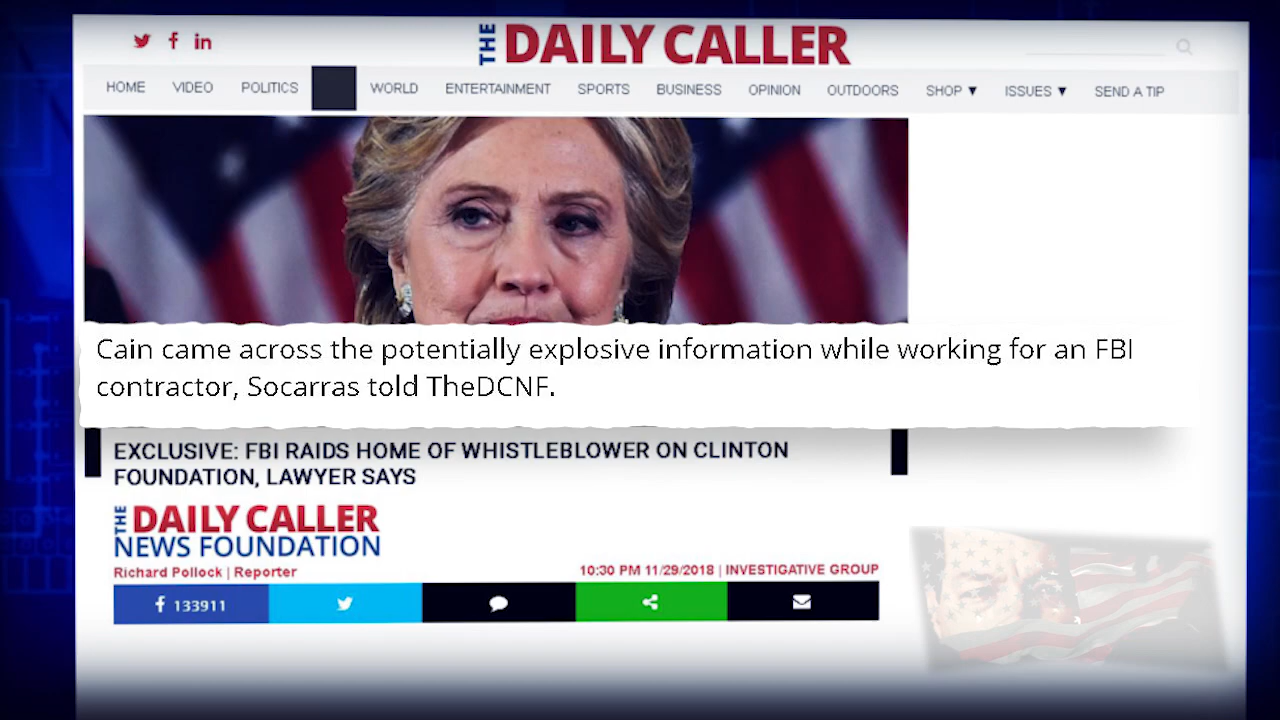 THE DAILY CALLER
HOME VIDEO POLITICS WORLD ENTERTAINMENT SPORTS BUSINESS OPINION OUTDOORS SHOP ▼ ISSUES ▼ SEND A TIP
Cain came across the potentially explosive information while working for an FBI
contractor, Socarras told TheDCNF.
EXCLUSIVE: FBI RAIDS HOME OF WHISTLEBLOWER ON CLINTON
FOUNDATION, LAWYER SAYS
THE DAILY CALLER
NEWS FOUNDATION
Richard Pollock | Reporter 10:30 PM 11/29/2018 | INVESTIGATIVE GROUP
133911